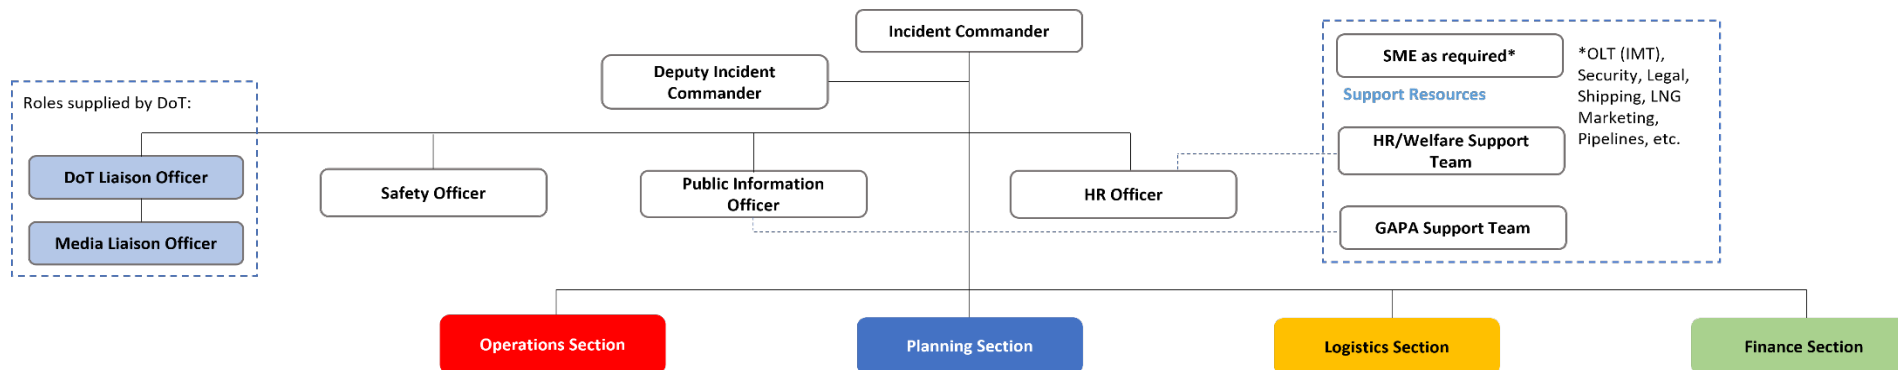 Incident Commander
Deputy Incident
Commander
Roles supplied by DoT:
DoT Liaison Officer
Media Liaison Officer
Safety Officer
Public Information
Officer
HR Officer
SME as required*
Support Resources
HR/Welfare Support
Team
GAPA Support Team
*OLT (IMT),
Security, Legal,
Shipping, LNG
Marketing,
Pipelines, etc.
Operations Section
Planning Section
Logistics Section
Finance Section